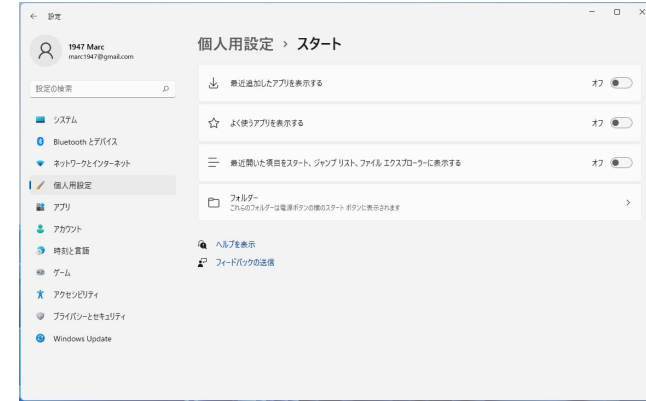 設定
1947 Marc
marc1947@gmail.com
設定の検索
システム
Bluetooth とデバイス
ネットワークとインターネット
個人用設定
アプリ
アカウント
時刻と言語
ゲーム
アクセシビリティ
プライバシーとセキュリティ
Windows Update
個人用設定 › スタート
最近追加したアプリを表示する
オフ
よく使うアプリを表示する
オフ
最近開いた項目をスタート、ジャンプ リスト、ファイル エクスプローラーに表示する
オフ
フォルダー
これらのフォルダーは電源ボタンの横のスタート ボタンに表示されます
ヘルプを表示
フィードバックの送信